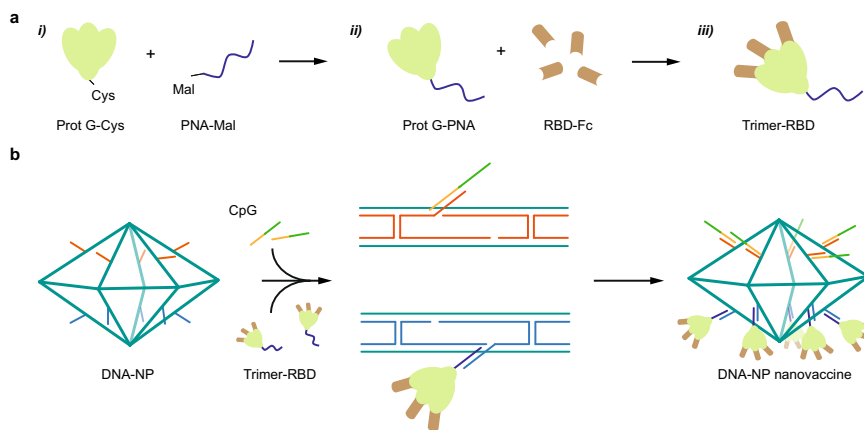 a
i)
+
Cys
Mal
Prot G-Cys
PNA-Mal
ii)
+
Prot G-PNA
RBD-Fc
iii)
Trimer-RBD
b
CpG
DNA-NP
Trimer-RBD
DNA-NP nanovaccine